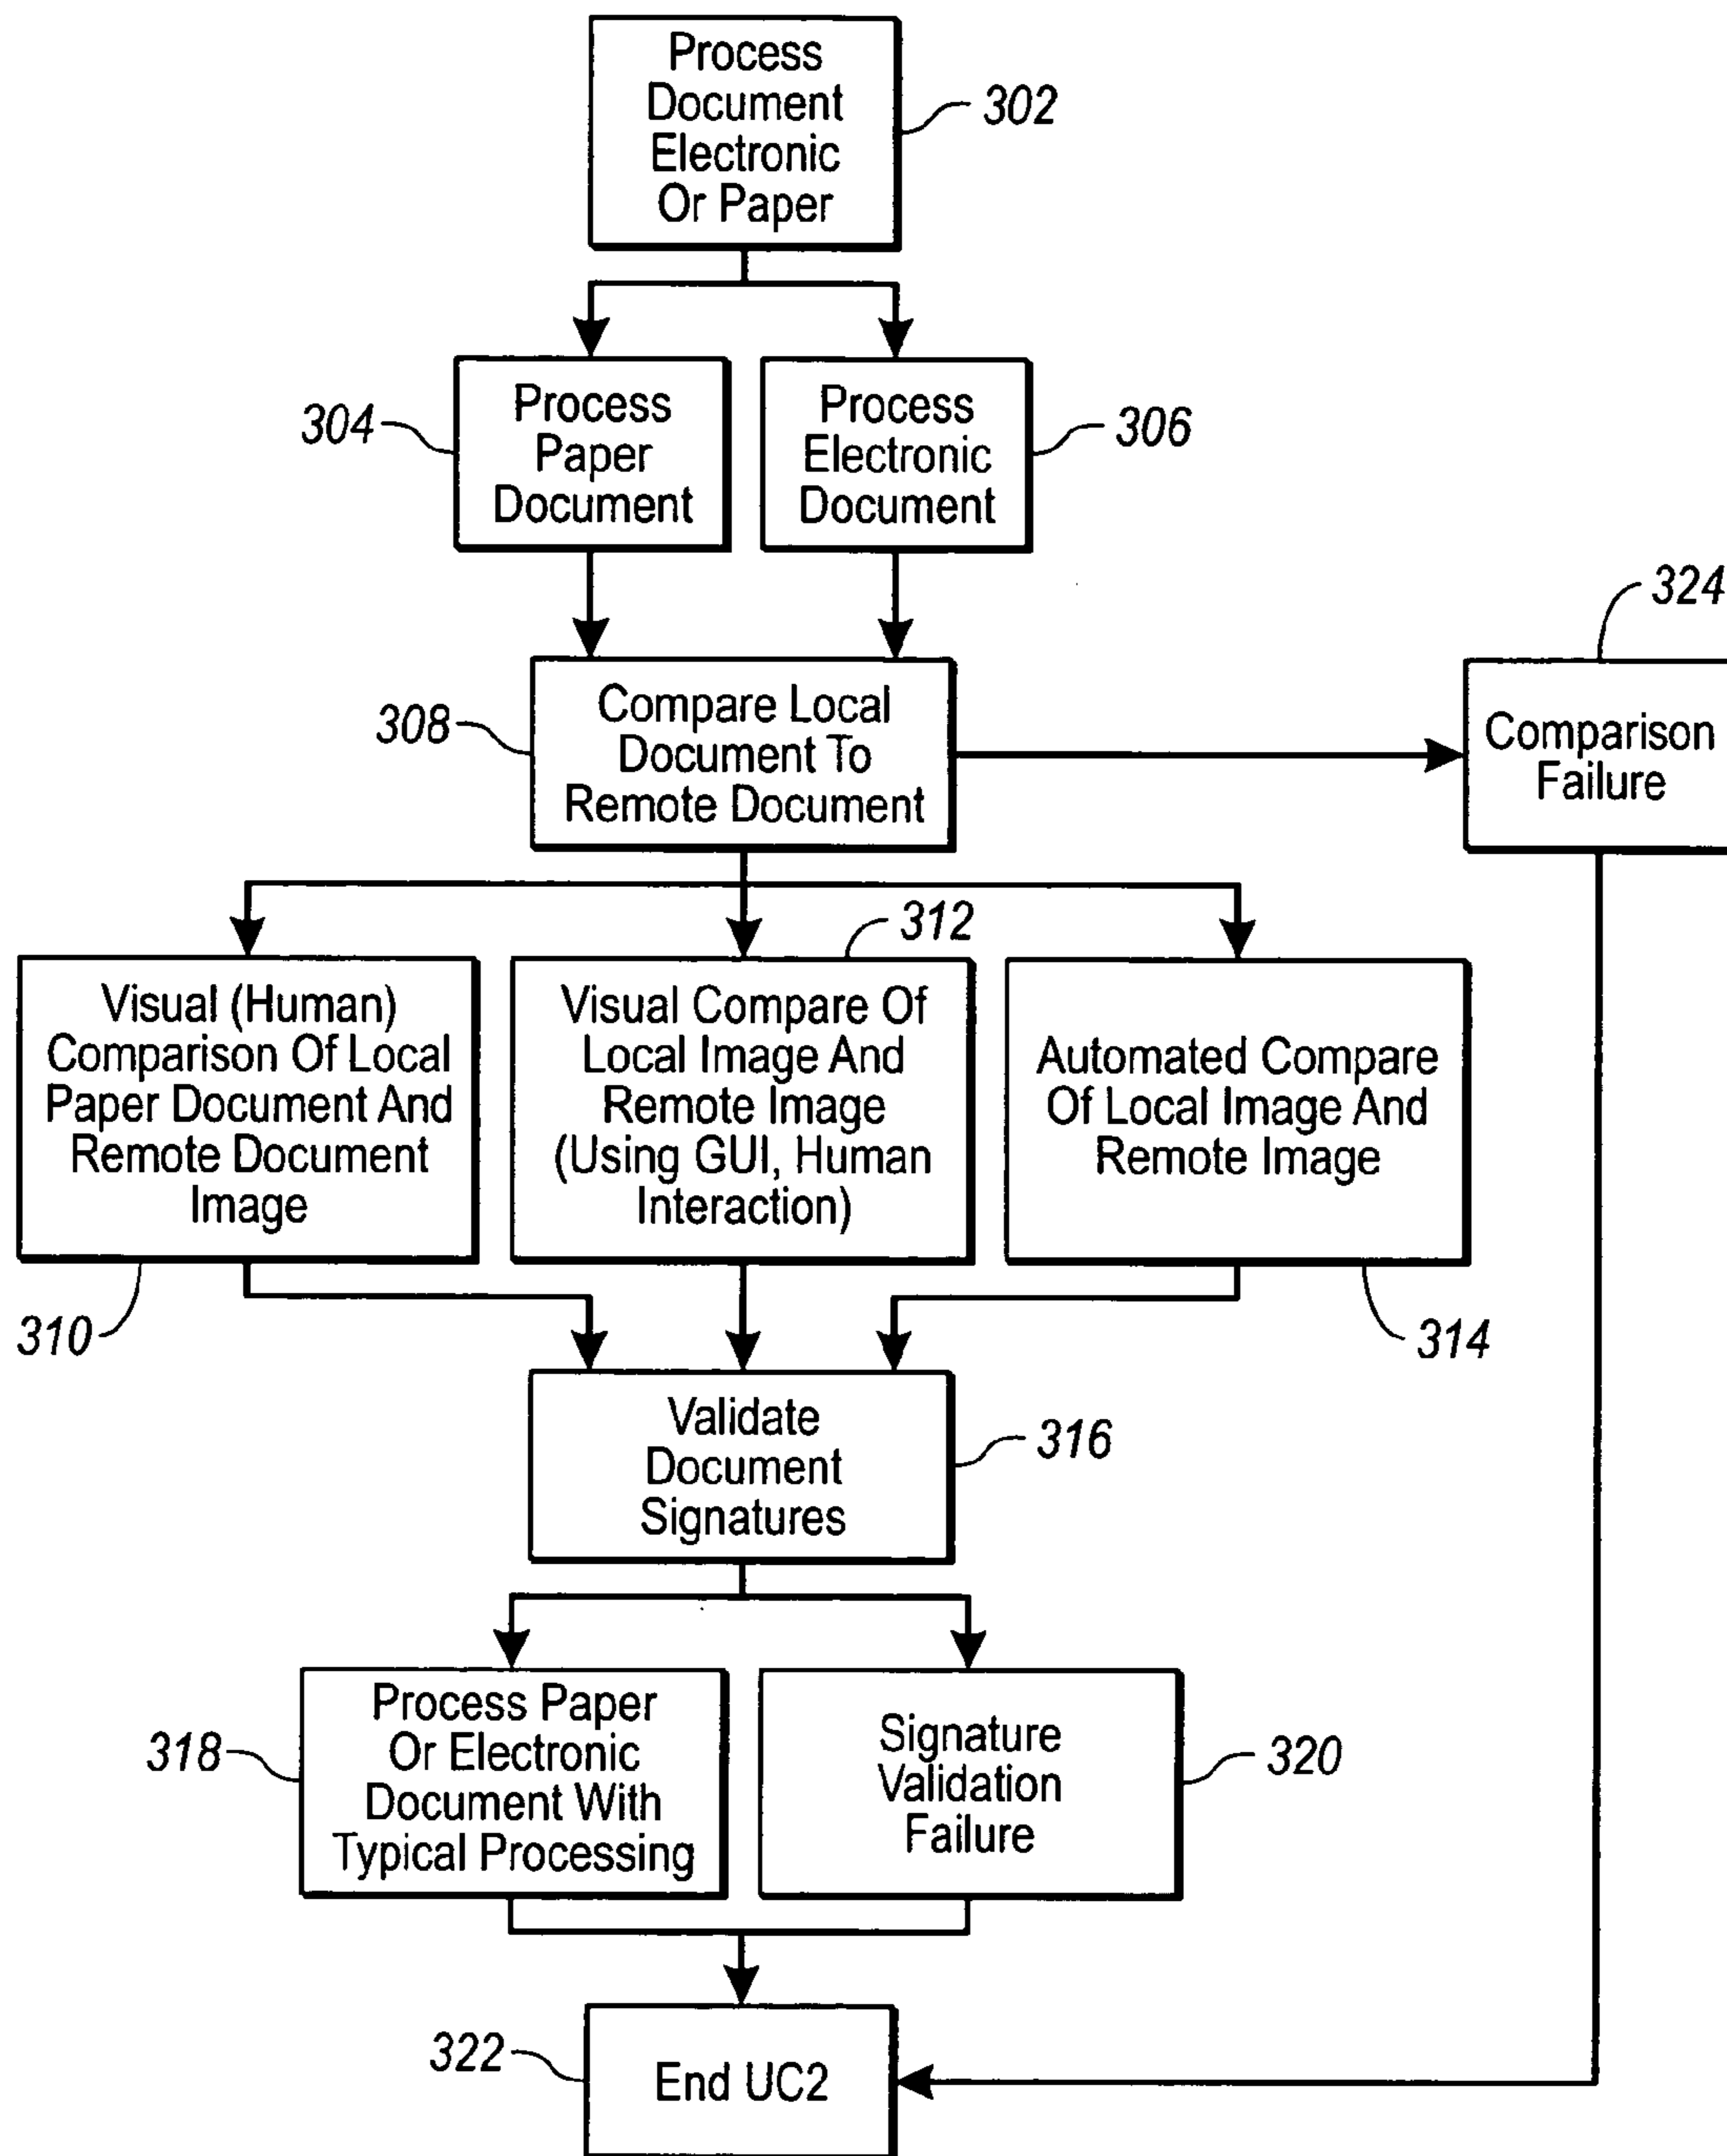 Process
Document
Electronic
Or Paper
302
304
Process
Paper
Document
Process
Electronic
Document
306
324
308
Compare Local
Document To
Remote Document
Comparison
Failure
312
Visual (Human)
Comparison Of Local
Paper Document And
Remote Document
Image
Visual Compare Of
Local Image And
Remote Image
(Using GUI, Human
Interaction)
Automated Compare
Of Local Image And
Remote Image
310
314
Validate
Document
Signatures
316
318
Process Paper
Or Electronic
Document With
Typical Processing
Signature
Validation
Failure
320
322
End UC2